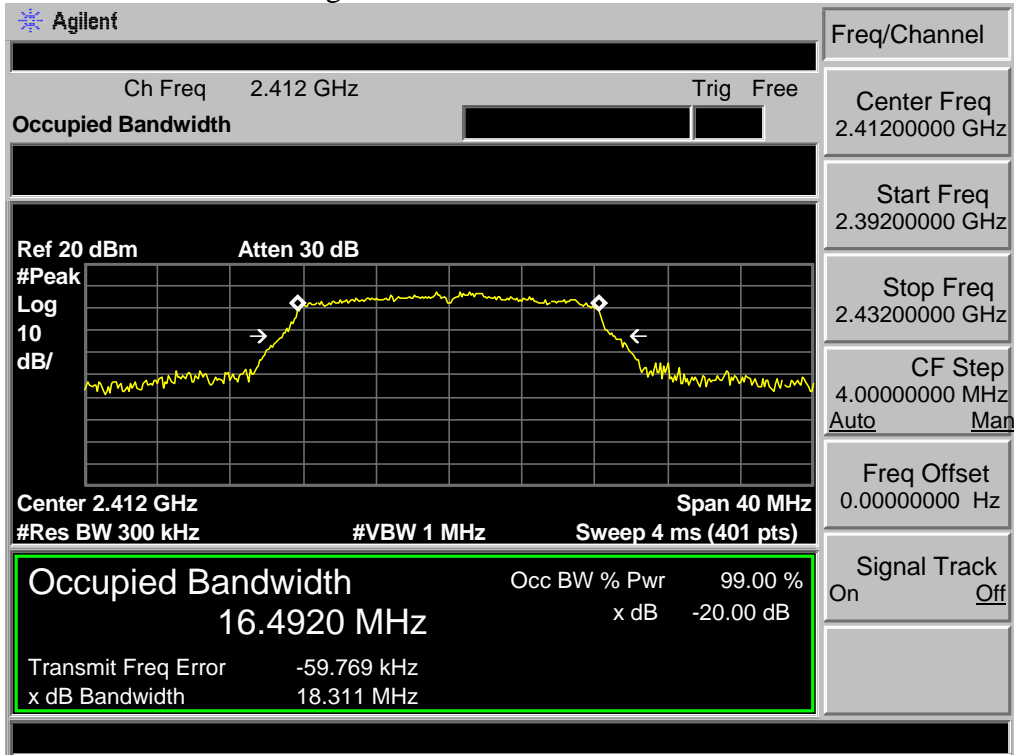 Agilent
Freq/Channel
Ch Freq 2.412 GHz Trig Free
Occupied Bandwidth
Center Freq
2.41200000 GHz
Start Freq
2.39200000 GHz
Ref 20 dBm Atten 30 dB
#Peak
Log
10
dB/
Stop Freq
2.43200000 GHz
CF Step
4.00000000 MHz
Auto Man
Center 2.412 GHz Span 40 MHz
#Res BW 300 kHz #VBW 1 MHz Sweep 4 ms (401 pts)
Freq Offset
0.00000000 Hz
Occupied Bandwidth Occ BW % Pwr 99.00 %
16.4920 MHz x dB -20.00 dB
Transmit Freq Error -59.769 kHz
x dB Bandwidth 18.311 MHz
Signal Track
On Off